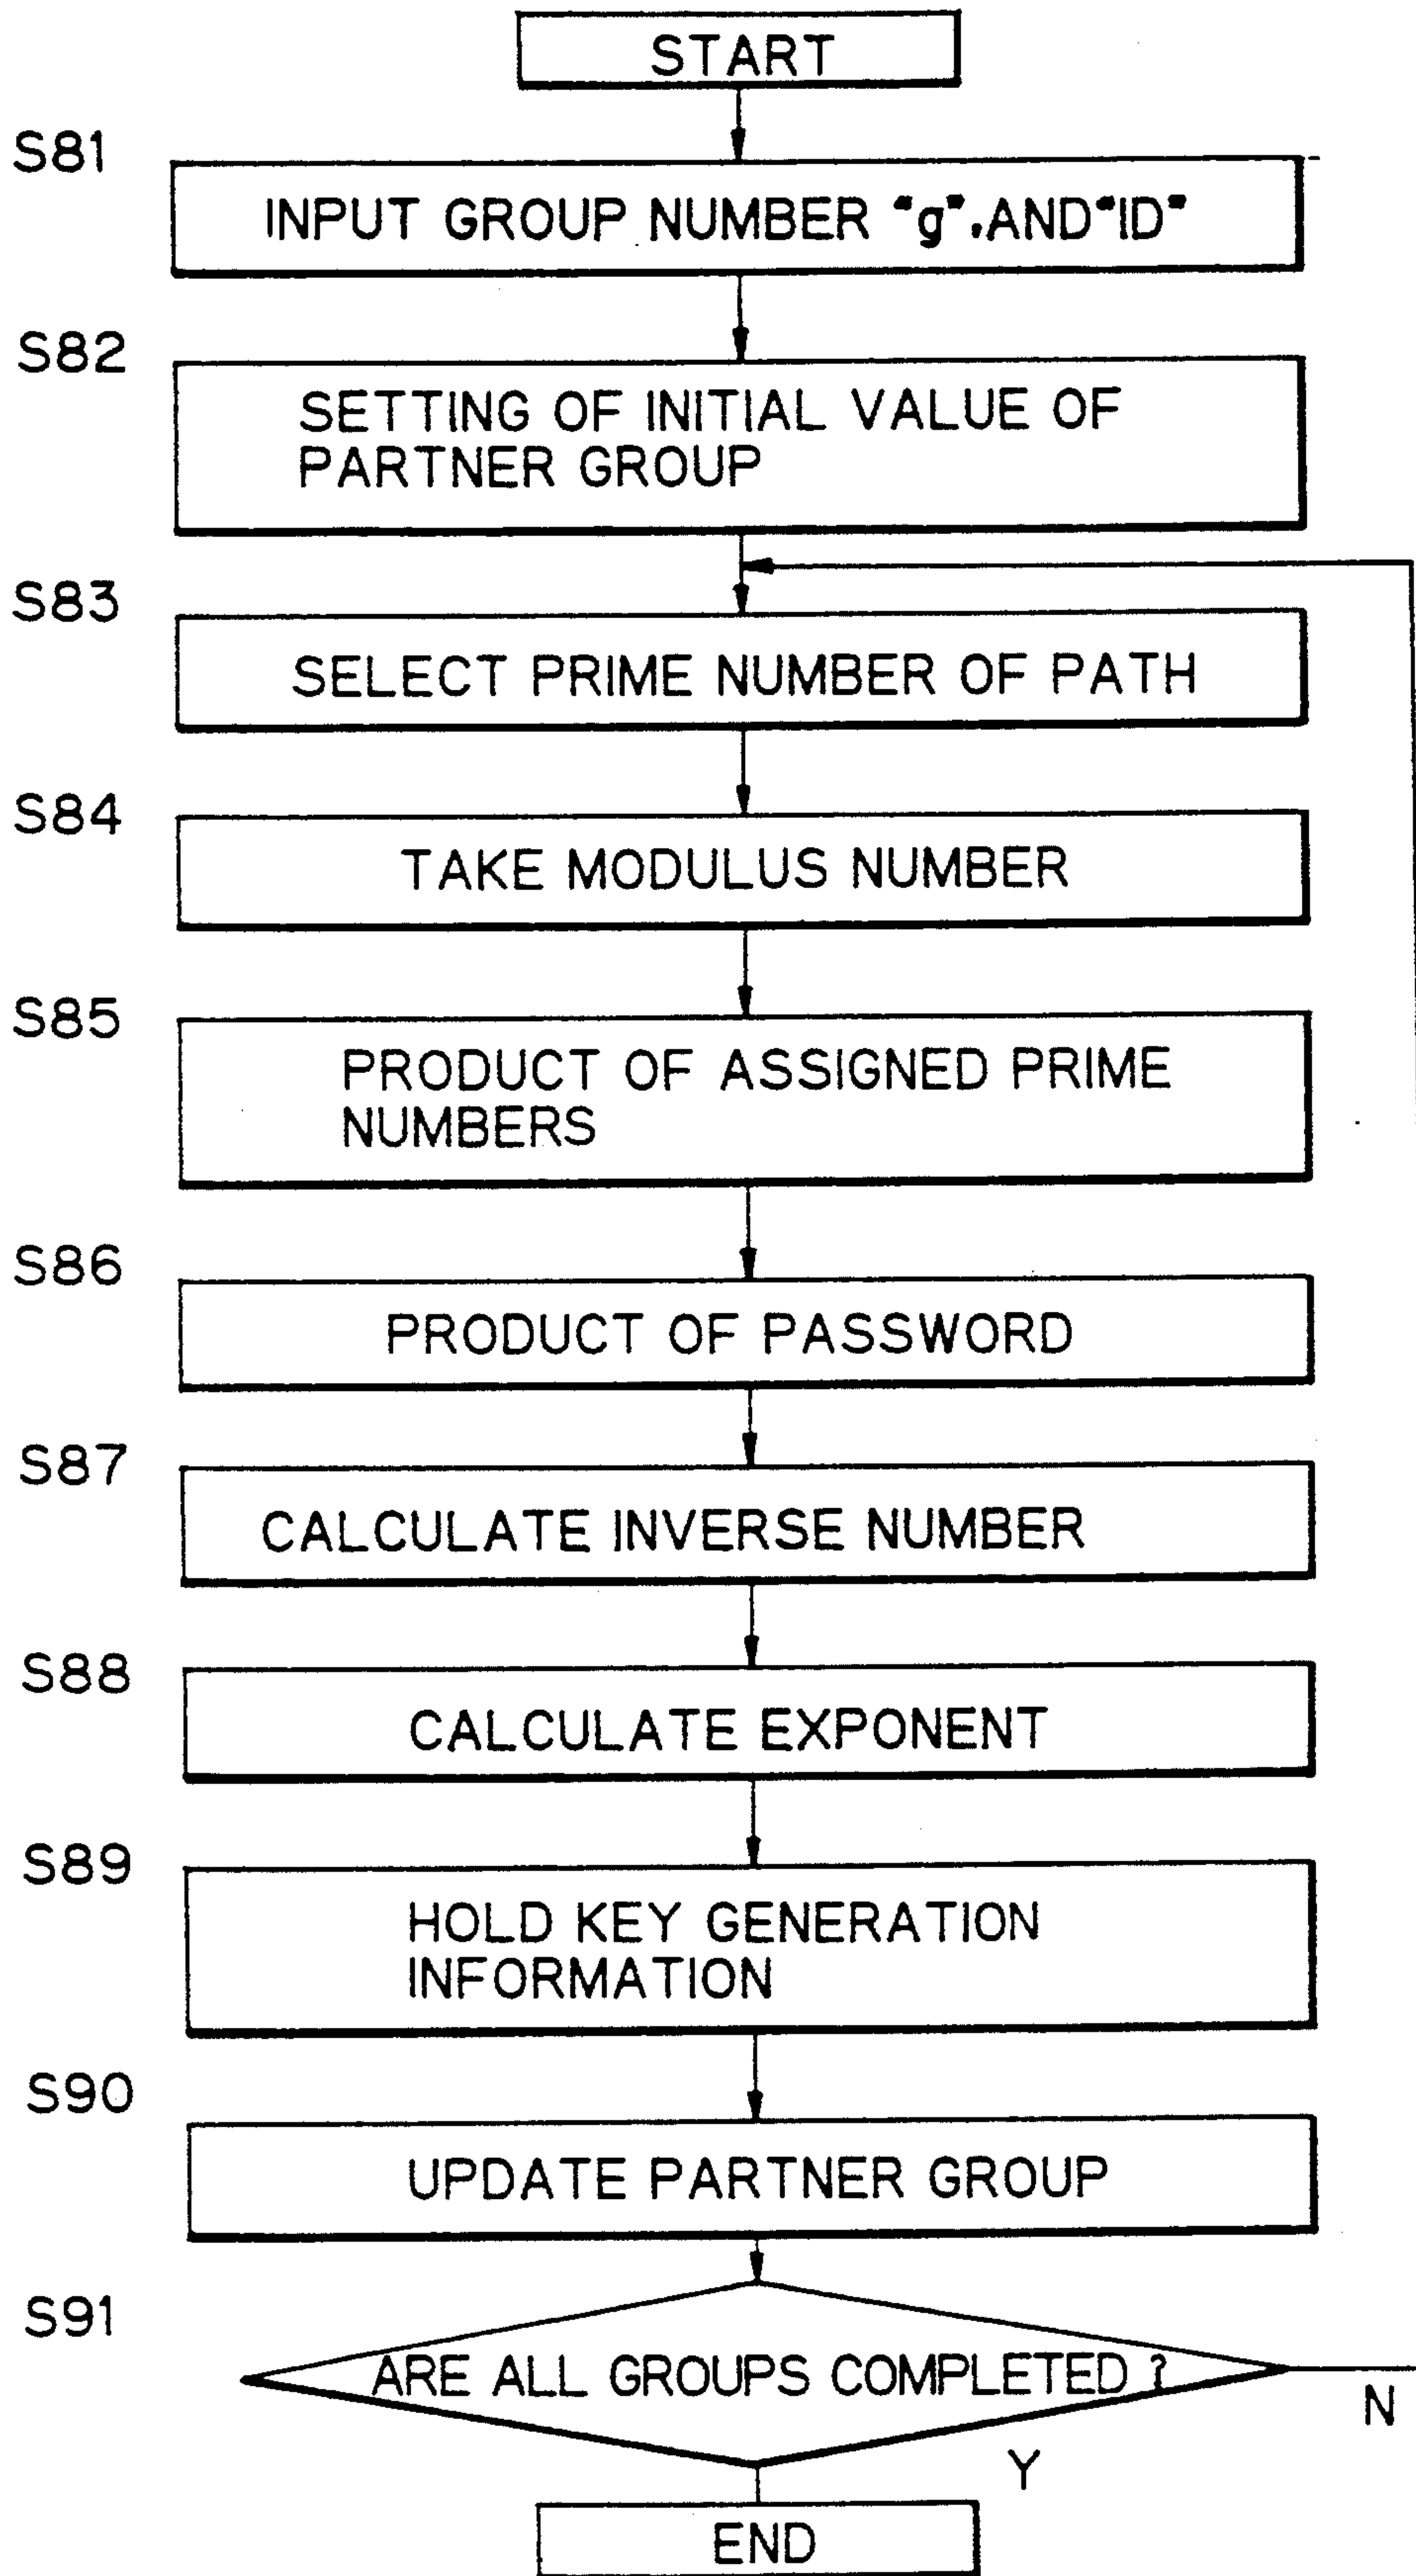 START
S81
INPUT GROUP NUMBER "g".AND"ID"
S82
SETTING OF INITIAL VALUE OF
PARTNER GROUP
S83
SELECT PRIME NUMBER OF PATH
S84
TAKE MODULUS NUMBER
S85
PRODUCT OF ASSIGNED PRIME
NUMBERS
S86
PRODUCT OF PASSWORD
S87
CALCULATE INVERSE NUMBER
S88
CALCULATE EXPONENT
S89
HOLD KEY GENERATION
INFORMATION
S90
UPDATE PARTNER GROUP
S91
ARE ALL GROUPS COMPLETED ?
N
Y
END